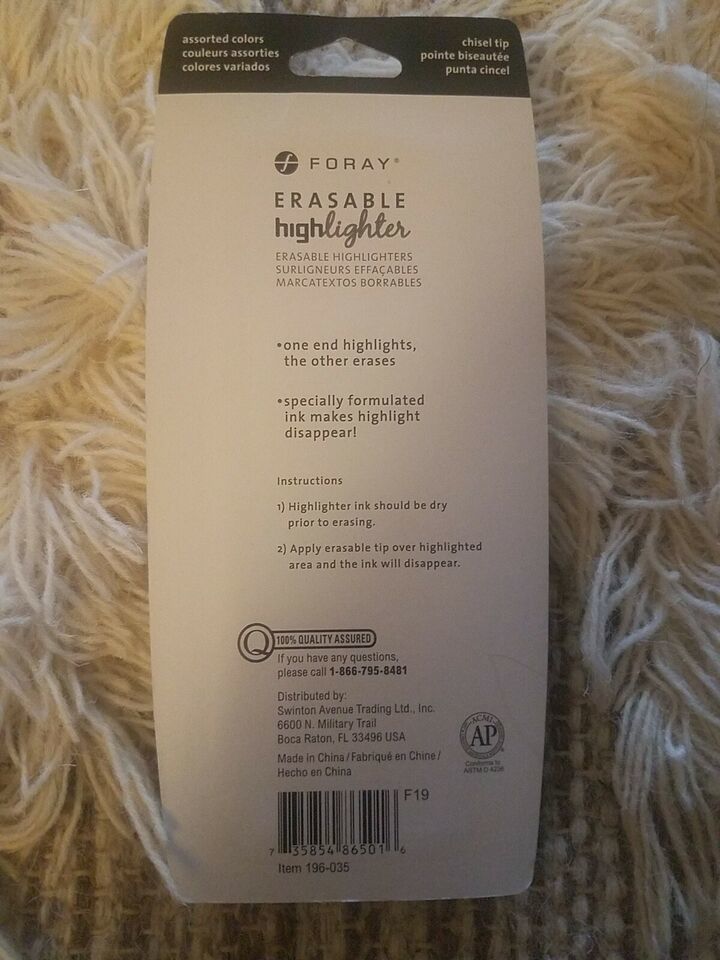 assorted colors
couleurs assorties
colores variados
chisel tip
pointe biseautée
punta cincel
FORAY®
ERASABLE
highlighter
ERASABLE HIGHLIGHTERS
SURLIGNEURS EFFAÇABLES
MARCATEXTOS BORRABLES
•one end highlights,
the other erases
•specially formulated
ink makes highlight
disappear!
Instructions
1) Highlighter ink should be dry
prior to erasing.
2) Apply erasable tip over highlighted
area and the ink will disappear.
Q 100% QUALITY ASSURED
If you have any questions,
please call 1-866-795-8481
Distributed by:
Swinton Avenue Trading Ltd., Inc.
6600 N. Military Trail
Boca Raton, FL 33496 USA
Made in China/Fabriqué en Chine/
Hecho en China
ACMI
AP
Conforms to
ASTM D 4236
F19
7 35854 86501 6
Item 196-035